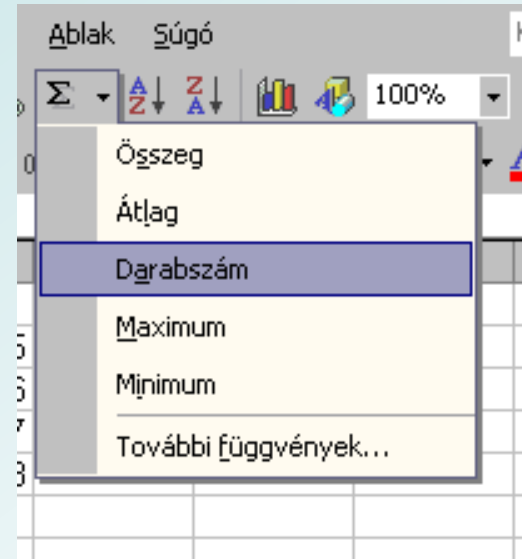 Ablak Súgó
Σ A Z Z A 100%
Összeg
Átlag
Darabszám
Maximum
Minimum
További függvények...